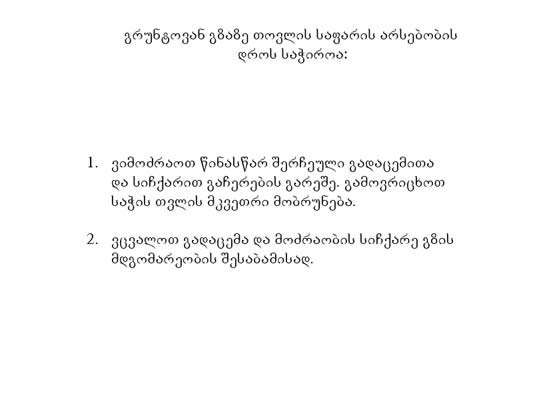 გრუნტოვან გზაზე თოვლის საფარის არსებობის
დროს საჭიროა:
1. ვიმოძრაოთ წინასწარ შერჩეული გადაცემითა
და სიჩქარით გაჩერების გარეშე. გამოვრიცხოთ
საჭის თვლის მკვეთრი მობრუნება.
2. ვცვალოთ გადაცემა და მოძრაობის სიჩქარე გზის
მდგომარეობის შესაბამისად.